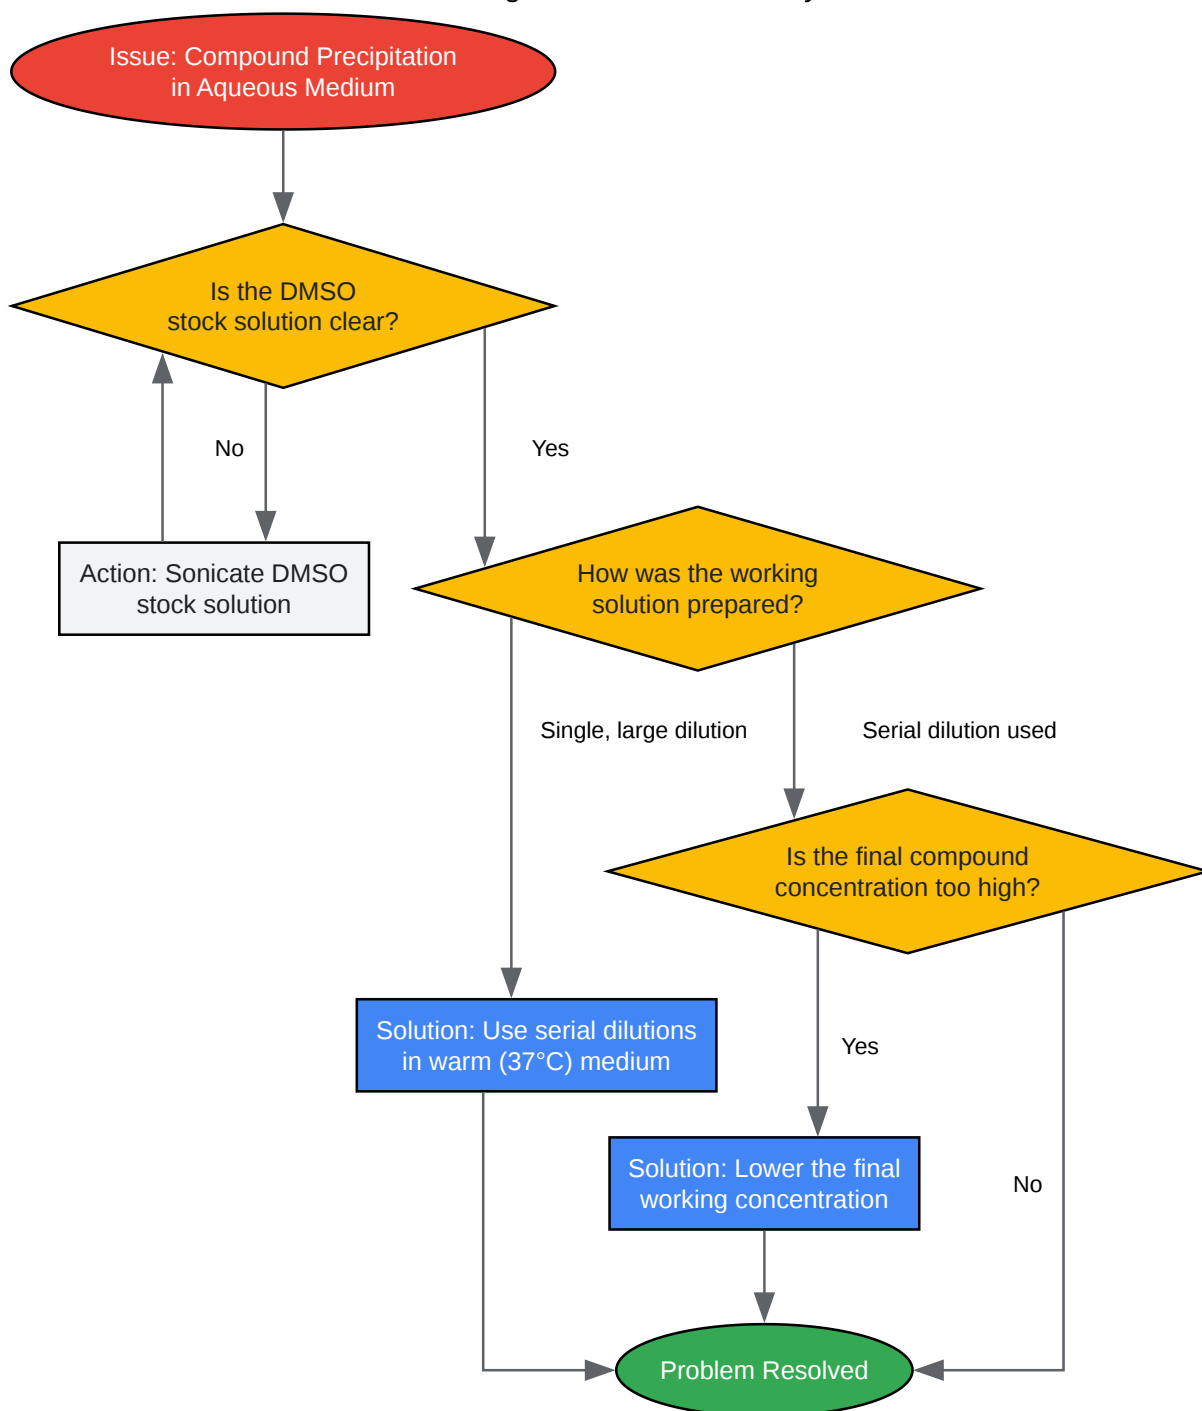 Issue: Compound Precipitation
in Aqueous Medium
Is the DMSO
stock solution clear?
No
Yes
Action: Sonicate DMSO
stock solution
How was the working
solution prepared?
Single, large dilution
Serial dilution used
Is the final compound
concentration too high?
Solution: Use serial dilutions
in warm (37°C) medium
Yes
Solution: Lower the final
working concentration
No
Problem Resolved